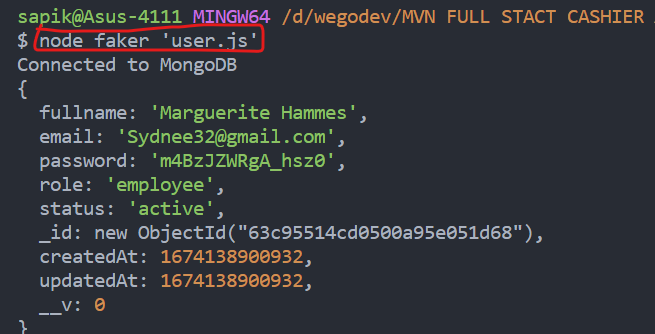 sapik@Asus-4111 MINGW64 /d/wegodev/MVN FULL STACT CASHIER
$ node faker 'user.js'
Connected to MongoDB
{
  fullname: 'Marguerite Hammes',
  email: 'Sydnee32@gmail.com',
  password: 'm4BzJZWRgA_hsz0',
  role: 'employee',
  status: 'active',
  _id: new ObjectId("63c95514cd0500a95e051d68"),
  createdAt: 1674138900932,
  updatedAt: 1674138900932,
  __v: 0
}